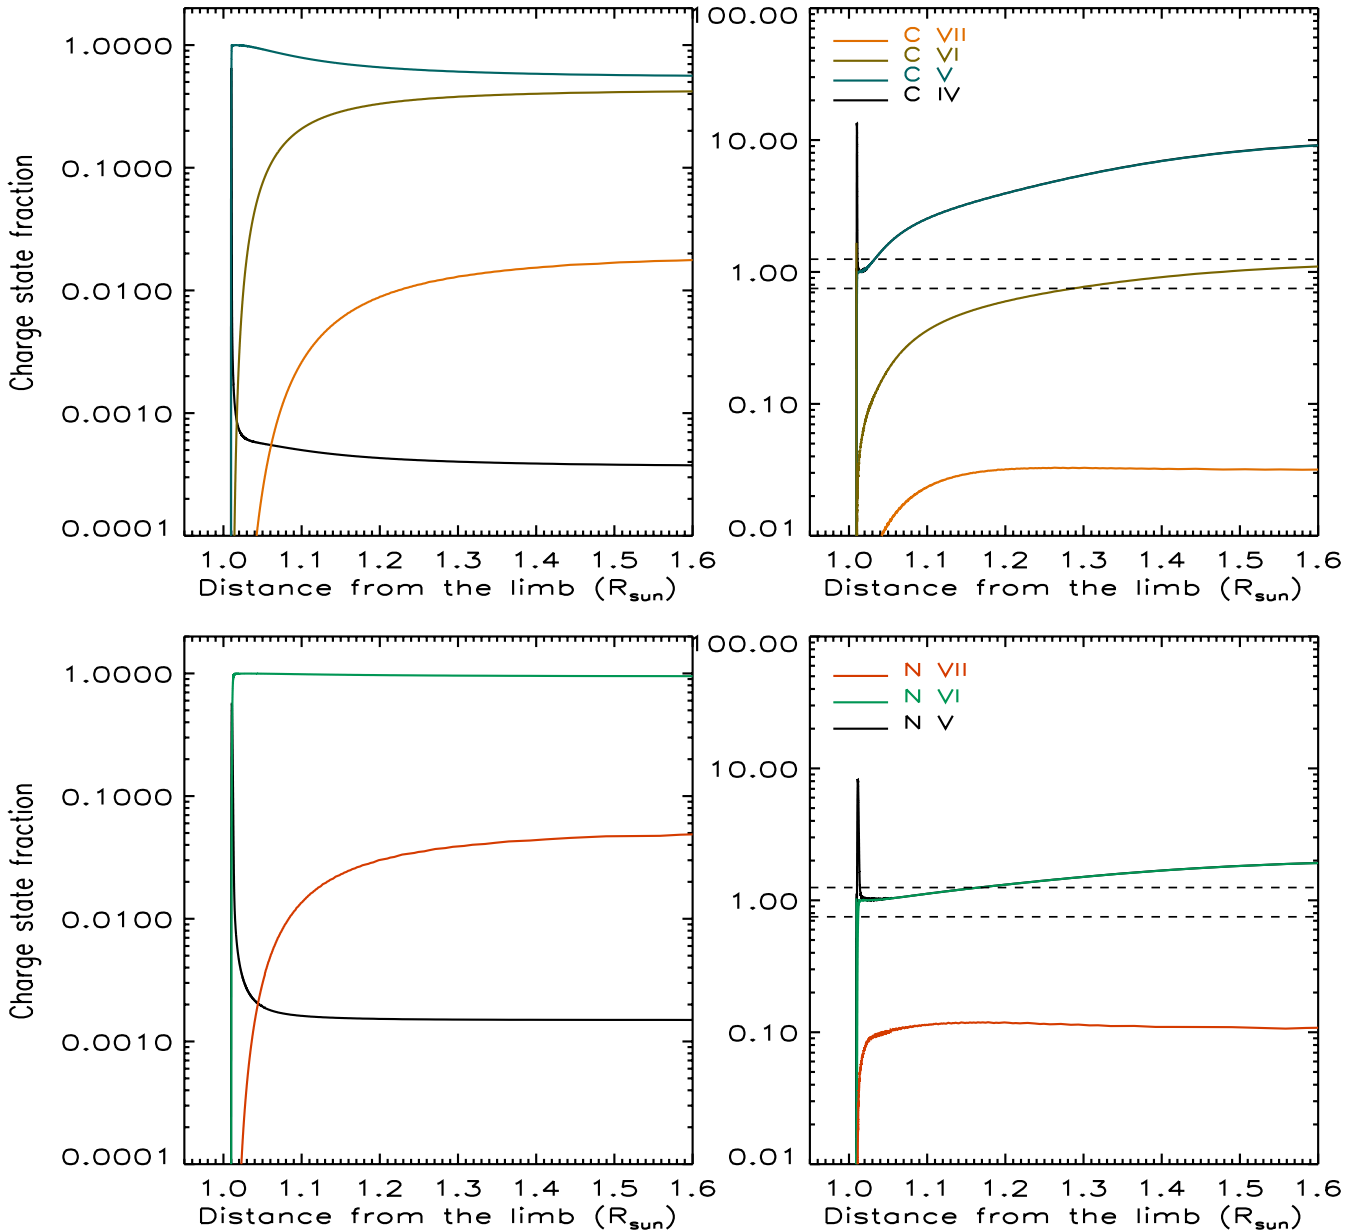 Charge state fraction
1.0000
0.1000
0.0100
0.0010
0.0001
1.0 1.1 1.2 1.3 1.4 1.5 1.6
Distance from the limb (Rsun)
100.00
10.00
1.00
0.10
0.01
C VII
C VI
C V
C IV
1.0 1.1 1.2 1.3 1.4 1.5 1.6
Distance from the limb (Rsun)
Charge state fraction
1.0000
0.1000
0.0100
0.0010
0.0001
1.0 1.1 1.2 1.3 1.4 1.5 1.6
Distance from the limb (Rsun)
100.00
10.00
1.00
0.10
0.01
N VII
N VI
N V
1.0 1.1 1.2 1.3 1.4 1.5 1.6
Distance from the limb (Rsun)